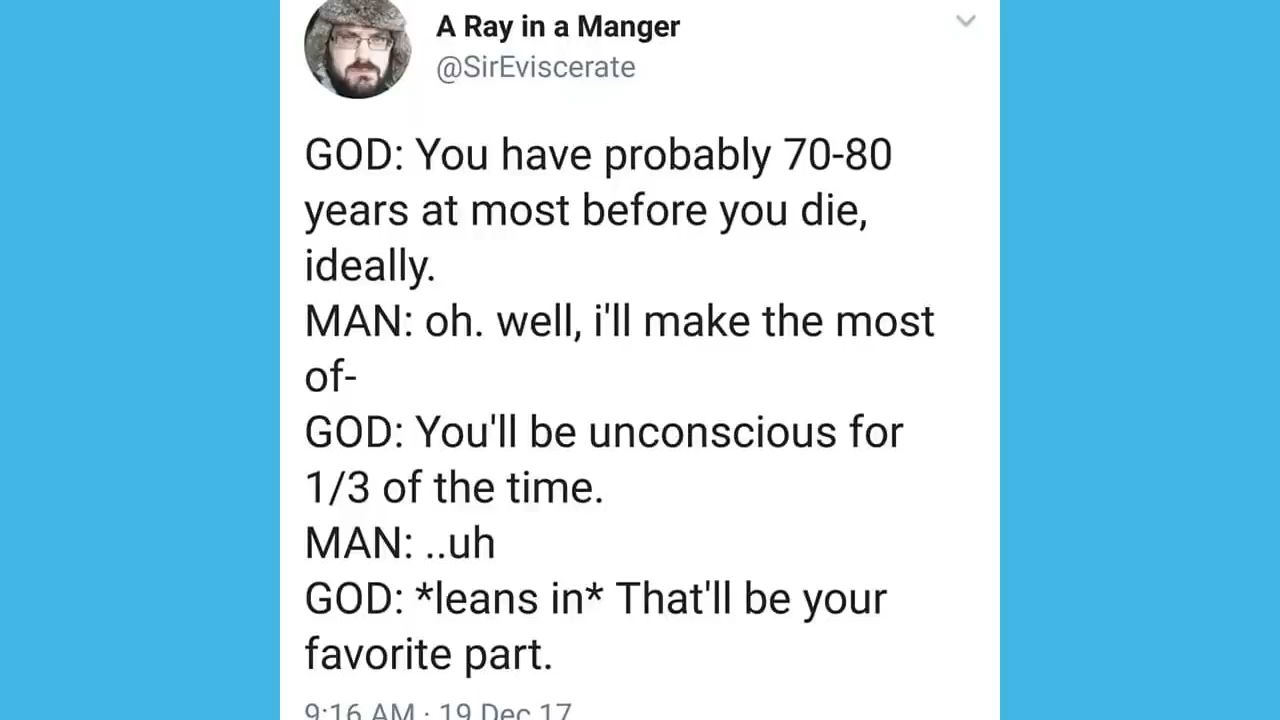 A Ray in a Manger
@SirEviscerate
GOD: You have probably 70-80
years at most before you die,
ideally.
MAN: oh. well, i'll make the most
of-
GOD: You'll be unconscious for
1/3 of the time.
MAN: ..uh
GOD: *leans in* That'll be your
favorite part.
9:16 AM · 19 Dec 17